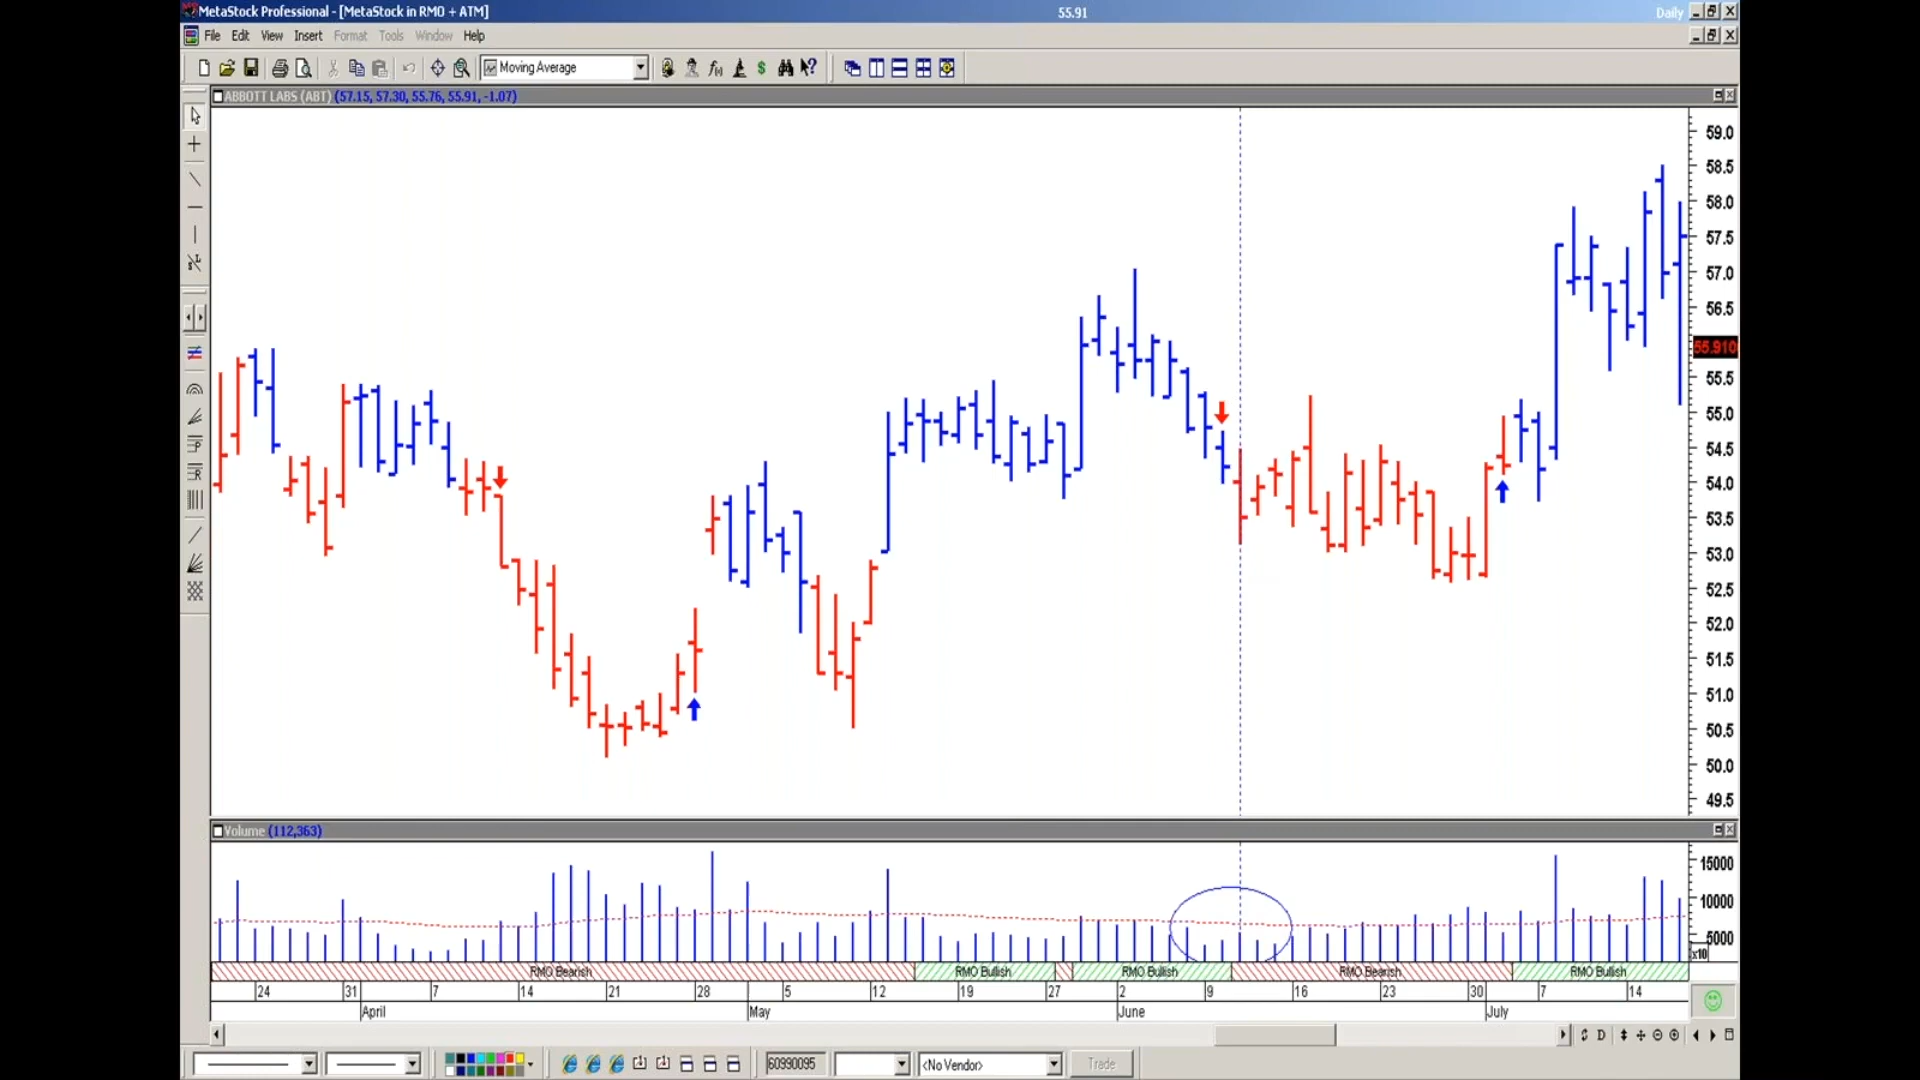 MetaStock Professional - [MetaStock in RMO + ATM]
55.91
Daily
File Edit View Insert Format Tools Window Help
Moving Average
ABBOTT LABS (ABT) (57.15, 57.30, 55.76, 55.91, -1.07)
59.0
58.5
58.0
57.5
57.0
56.5
55.910
55.5
55.0
54.5
54.0
53.5
53.0
52.5
52.0
51.5
51.0
50.5
50.0
49.5
Volume (112,363)
15000
10000
5000
x10
RMO Bearish RMO Bullish RMO Bullish RMO Bearish RMO Bullish
24 31 7 14 21 28 5 12 19 27 2 9 16 23 30 7 14
April May June July
D
60990095 <No Vendor> Trade